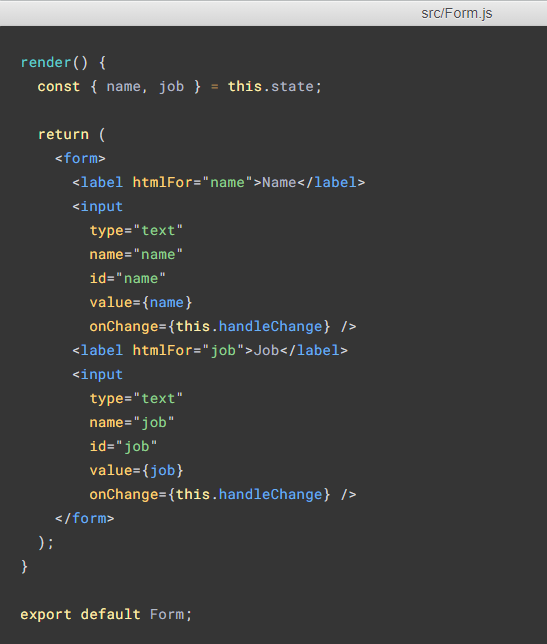 src/Form.js
render() {
  const { name, job } = this.state;
  return (
    <form>
      <label htmlFor="name">Name</label>
      <input
        type="text"
        name="name"
        id="name"
        value={name}
        onChange={this.handleChange} />
      <label htmlFor="job">Job</label>
      <input
        type="text"
        name="job"
        id="job"
        value={job}
        onChange={this.handleChange} />
    </form>
  );
}
export default Form;